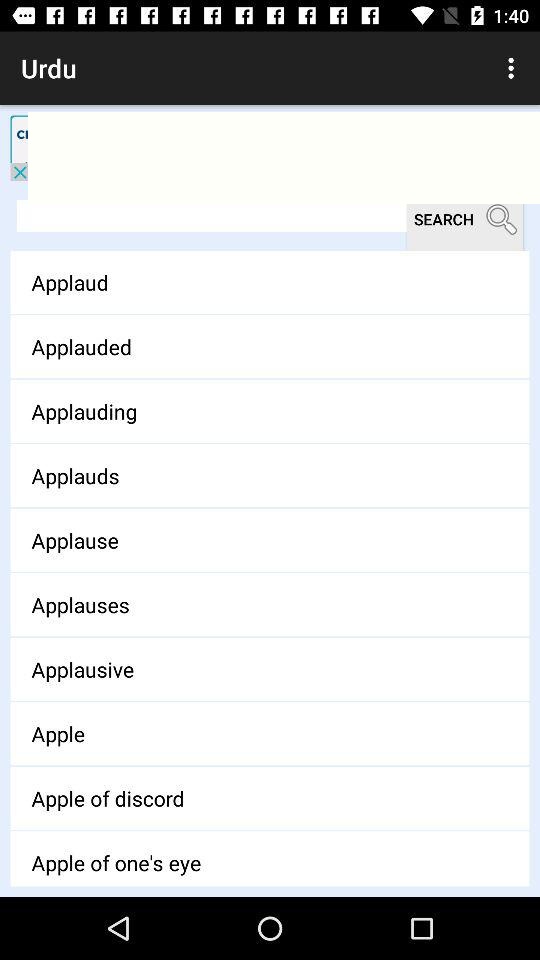 1:40
Urdu
SEARCH
Applaud
Applauded
Applauding
Applauds
Applause
Applauses
Applausive
Apple
Apple of discord
Apple of one's eye